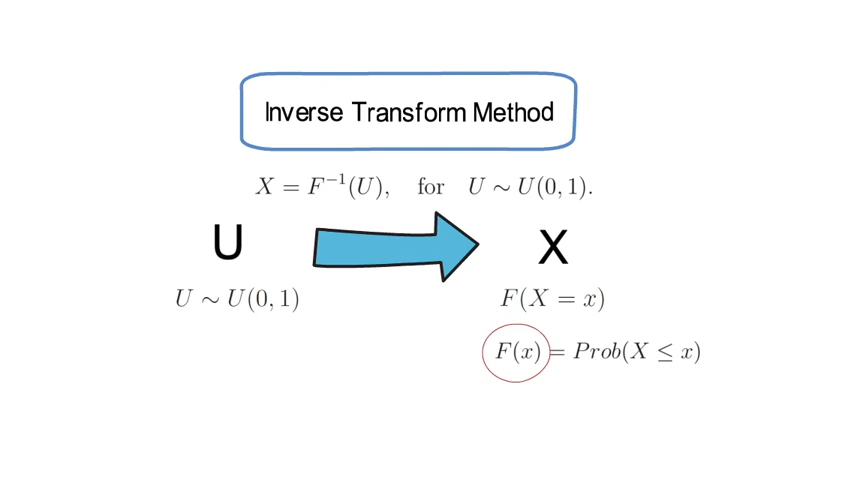 Inverse Transform Method
X = F⁻¹(U), for U ∼ U(0, 1).
U X
U ∼ U(0, 1) F(X = x)
F(x) = Prob(X ≤ x)